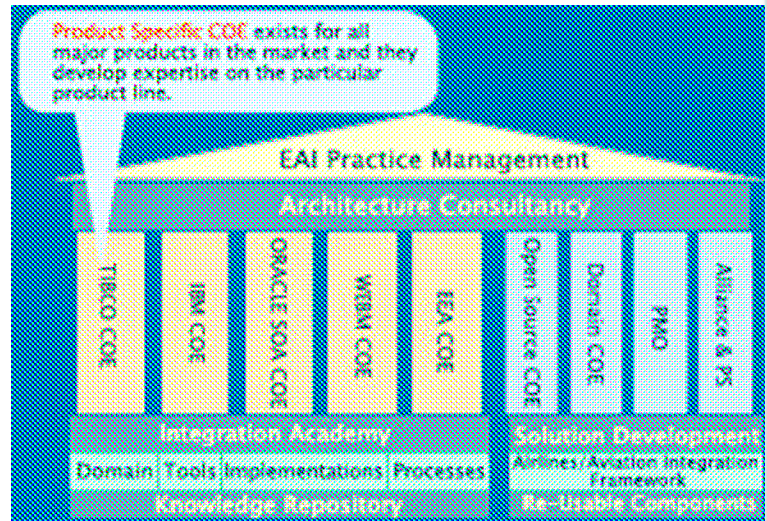 Product Specific COE exists for all
major products in the market and they
develop expertise on the particular
product line.
EAI Practice Management
Architecture Consultancy
TIBCO COE
IBM COE
ORACLE SOA COE
WEBM COE
EEA COE
Open Source COE
Domain COE
PMO
Alliance & PS
Integration Academy
Solution Development
Domain Tools Implementations Processes
Airlines/Aviation Integration
Framework
Knowledge Repository
Re-Usable Components